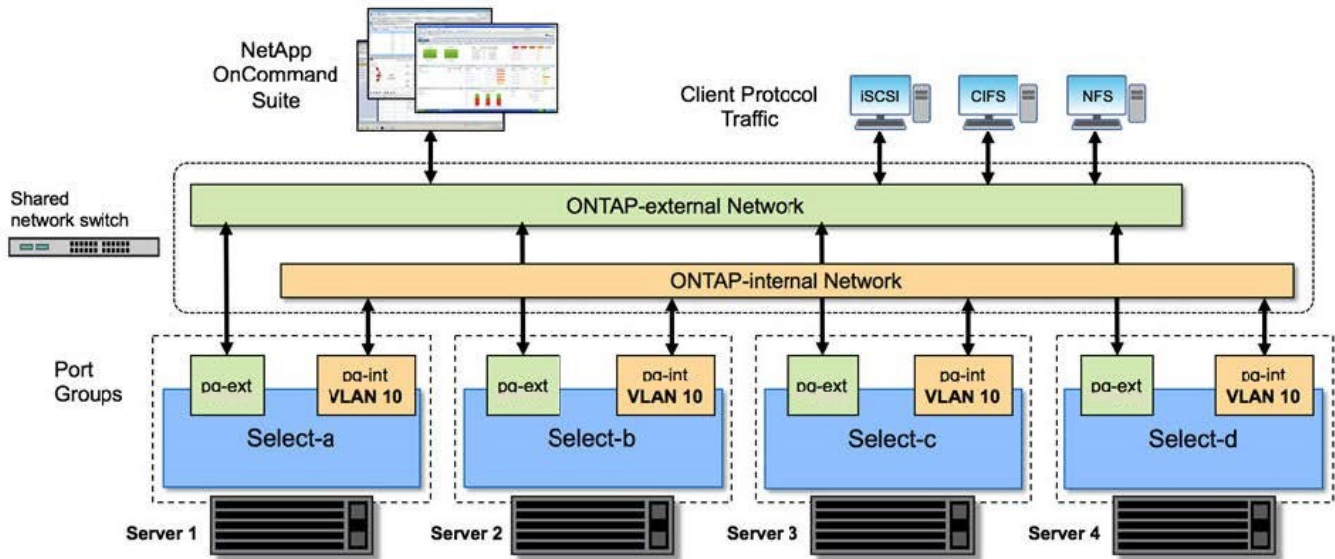 NetApp
OnCommand
Suite
Client Protocol
Traffic
iSCSI
CIFS
NFS
Shared
network switch
ONTAP-external Network
ONTAP-internal Network
Port
Groups
pg-ext
pg-int
VLAN 10
Select-a
pg-ext
pg-int
VLAN 10
Select-b
pg-ext
pg-int
VLAN 10
Select-c
pg-ext
pg-int
VLAN 10
Select-d
Server 1
Server 2
Server 3
Server 4